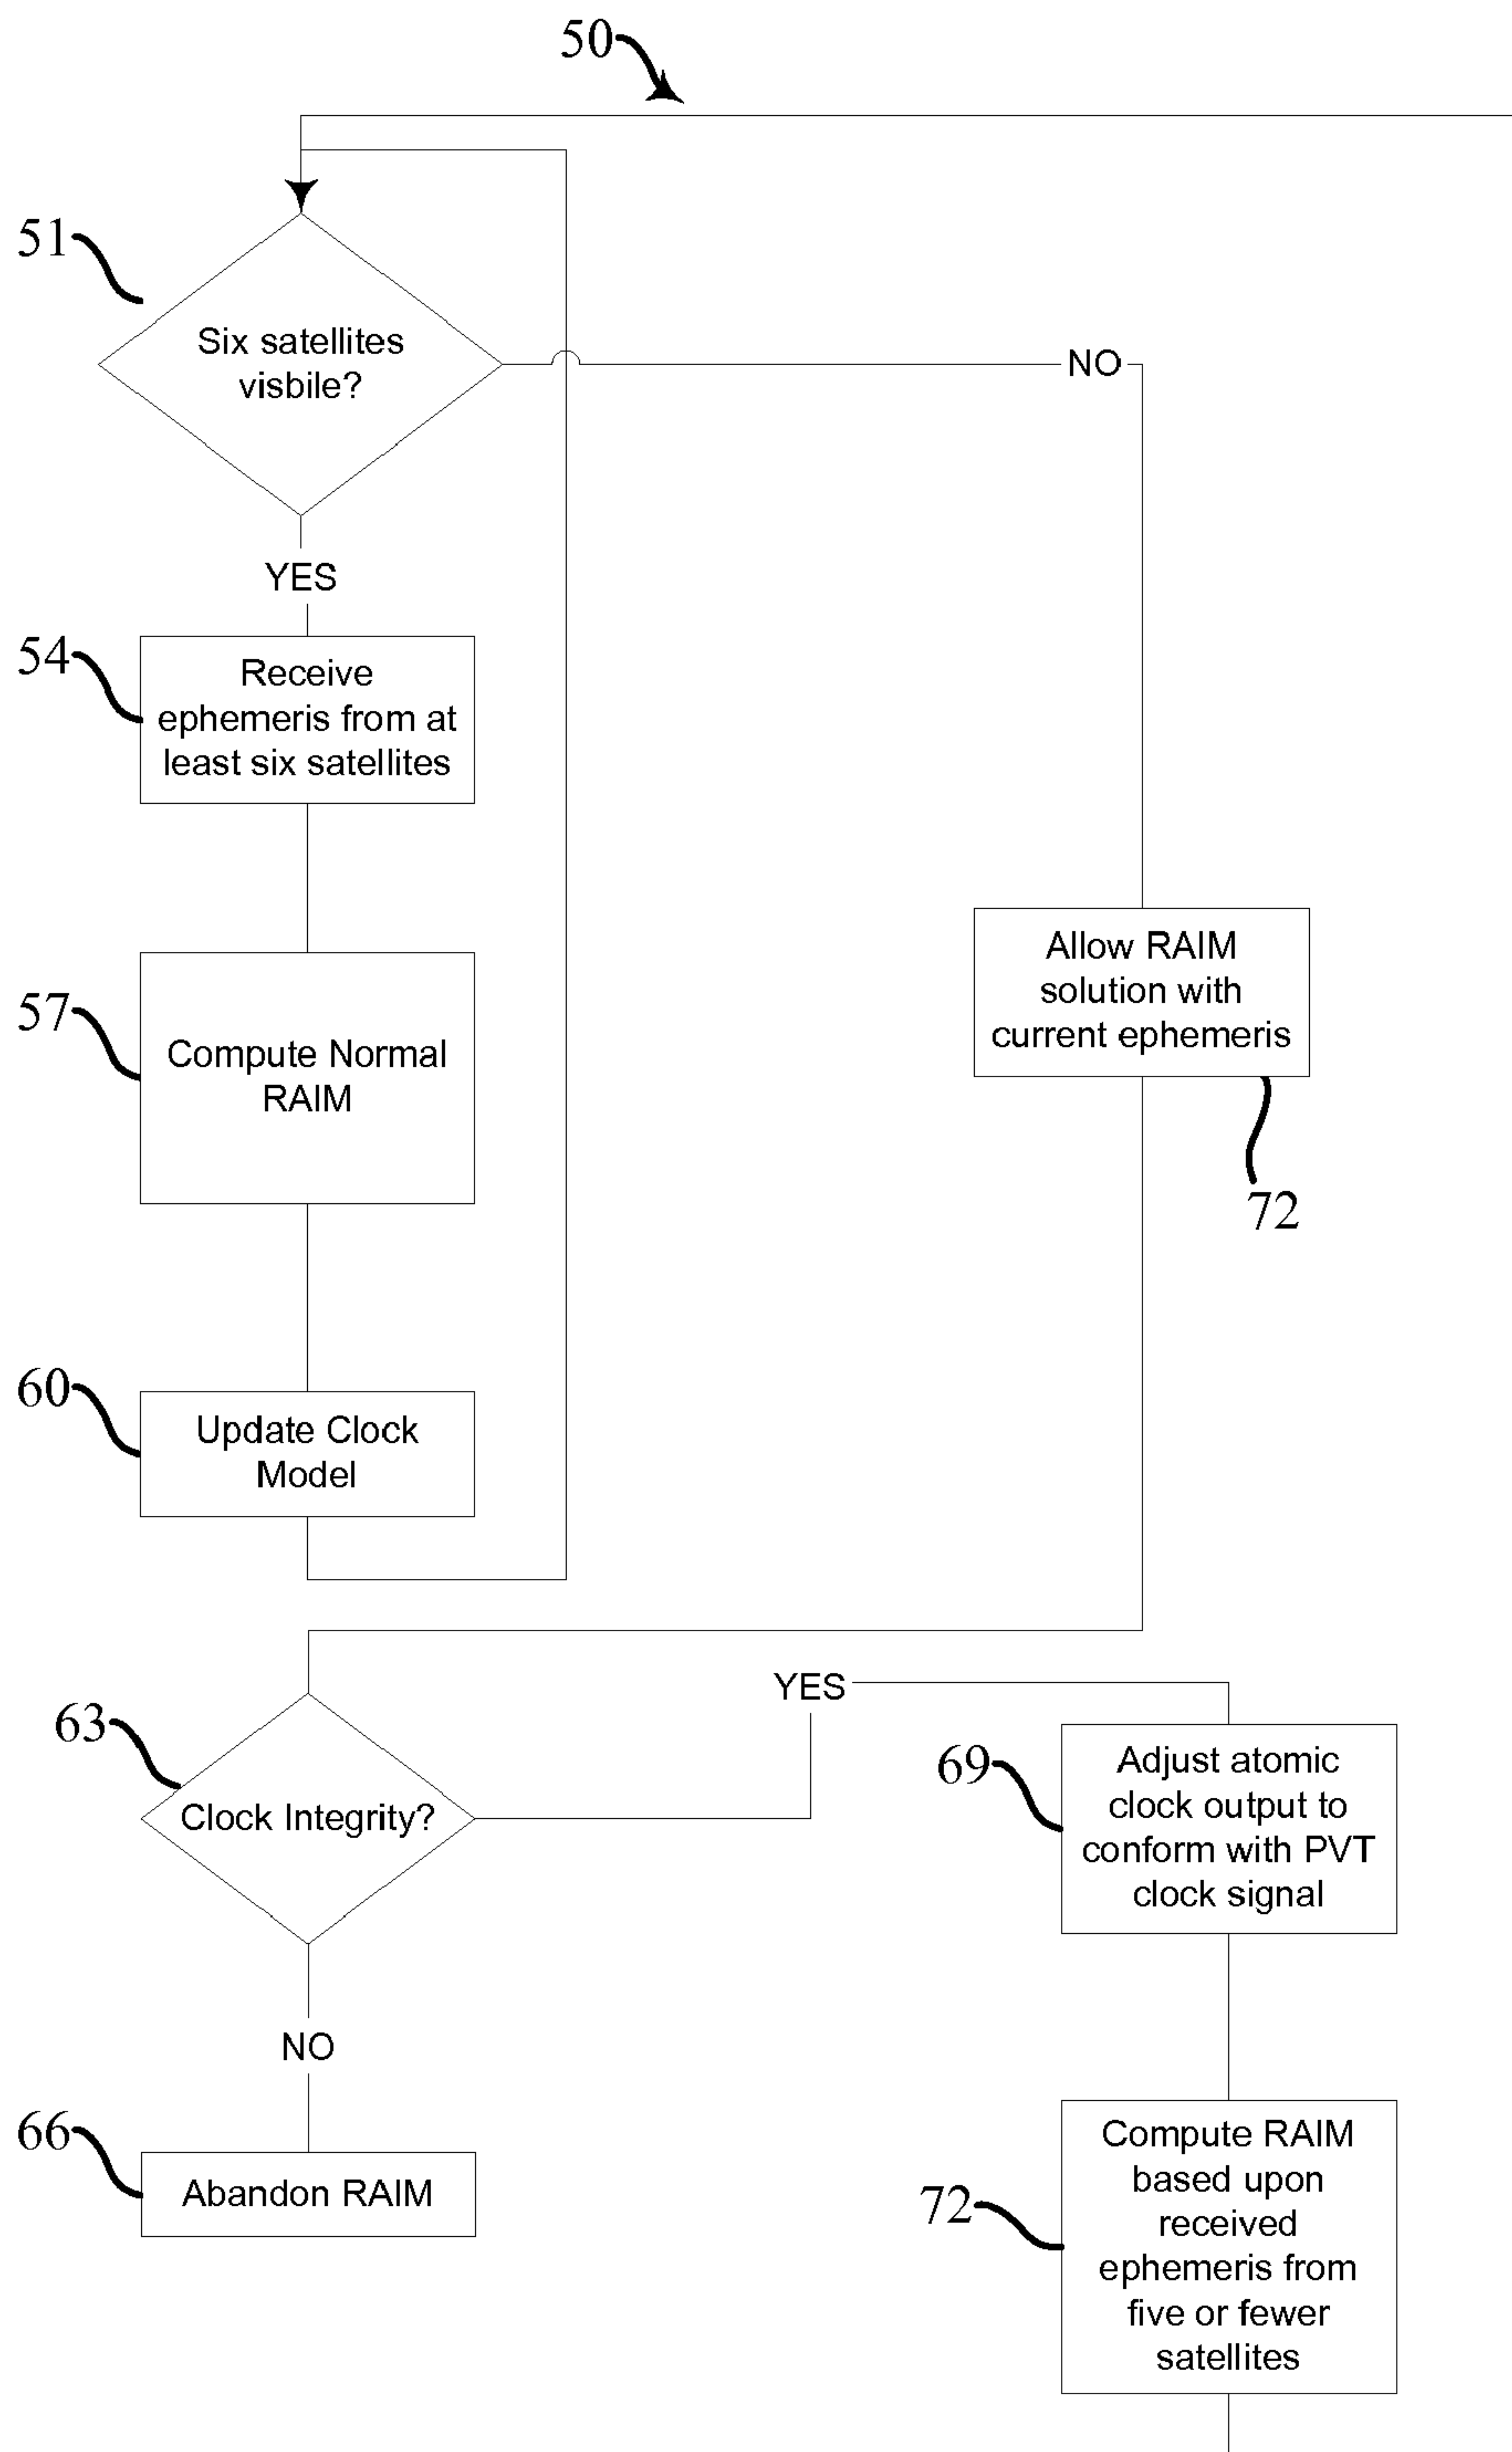 50
51
Six satellites
visbile?
NO
YES
54
Receive
ephemeris from at
least six satellites
57
Compute Normal
RAIM
Allow RAIM
solution with
current ephemeris
72
60
Update Clock
Model
63
Clock Integrity?
YES
69
Adjust atomic
clock output to
conform with PVT
clock signal
NO
66
Abandon RAIM
72
Compute RAIM
based upon
received
ephemeris from
five or fewer
satellites